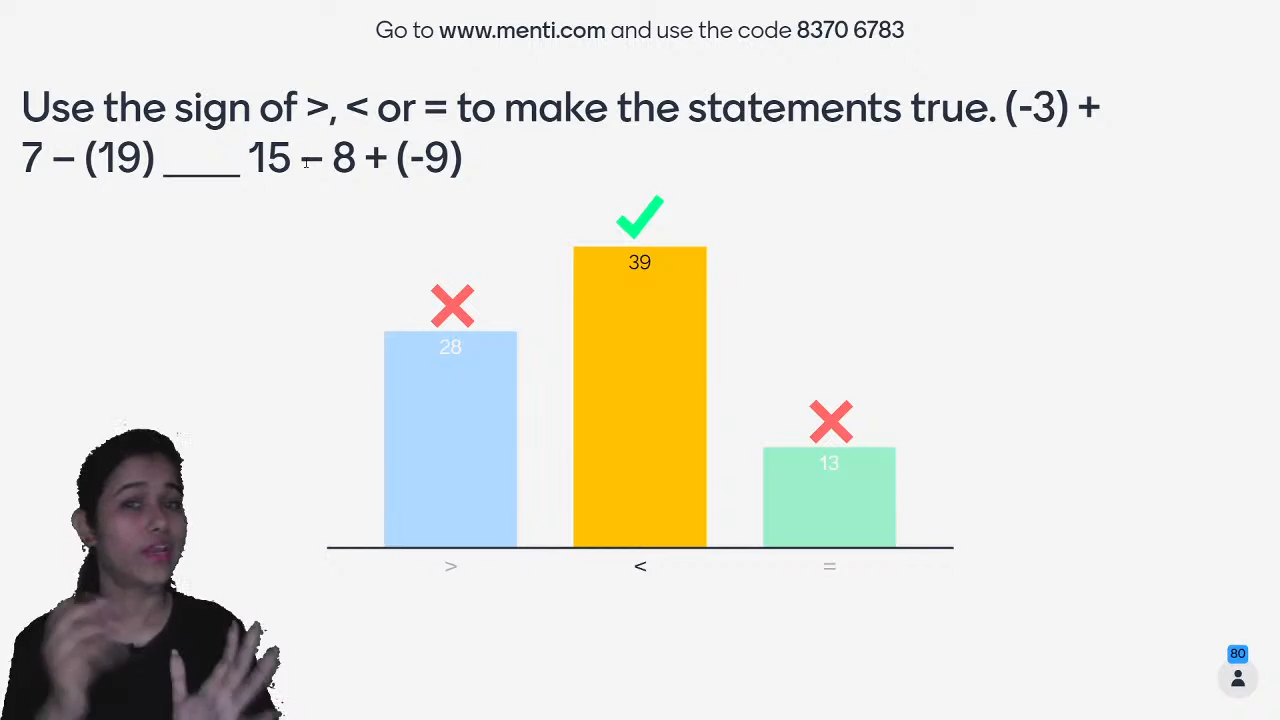 Go to www.menti.com and use the code 8370 6783
Use the sign of >, < or = to make the statements true. (-3) +
7 – (19) ____ 15 – 8 + (-9)
39
28
13
> < =
80